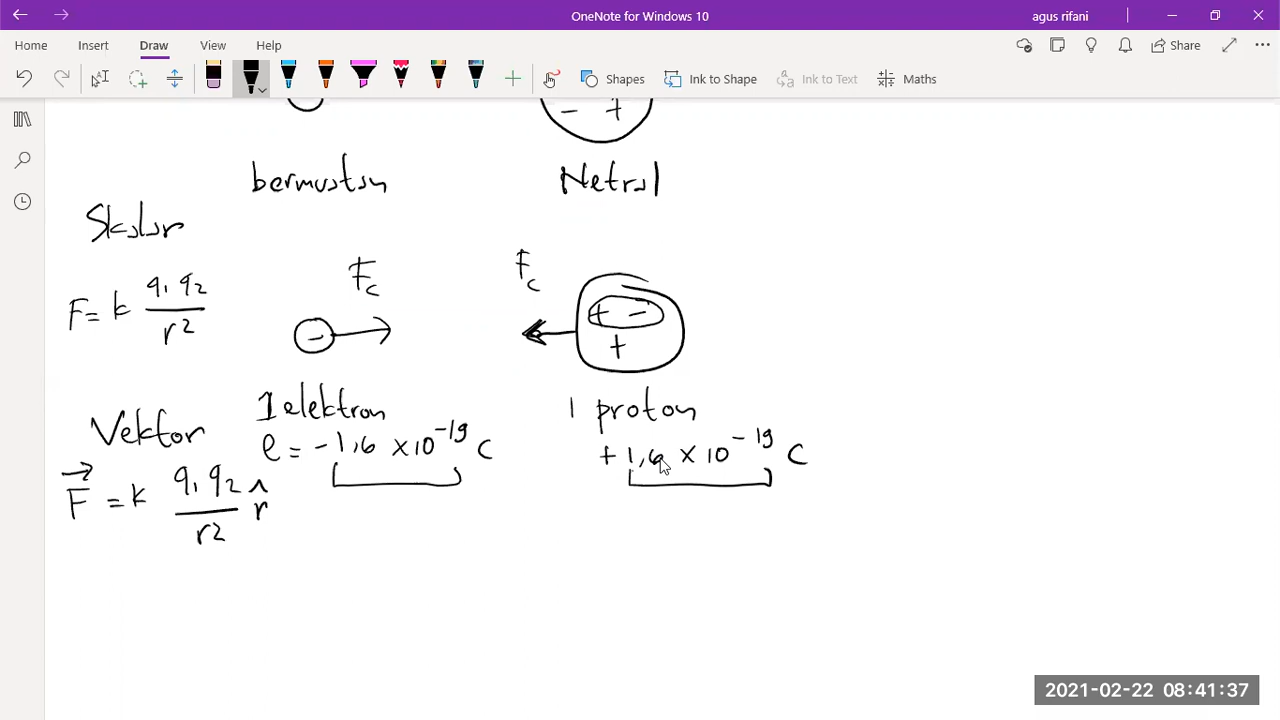 OneNote for Windows 10
agus rifani
Home Insert Draw View Help
Share
Shapes
Ink to Shape
Ink to Text
Maths
- +
bermuatan
Netral
Skalar
F = k q1 q2 / r2
Fc
Fc
-
+ -
+
1 elektron
e = -1,6 x 10^-19 C
1 proton
+ 1,6 x 10^-19 C
Vektor
F⃗ = k q1 q2 / r2 r̂
2021-02-22 08:41:37